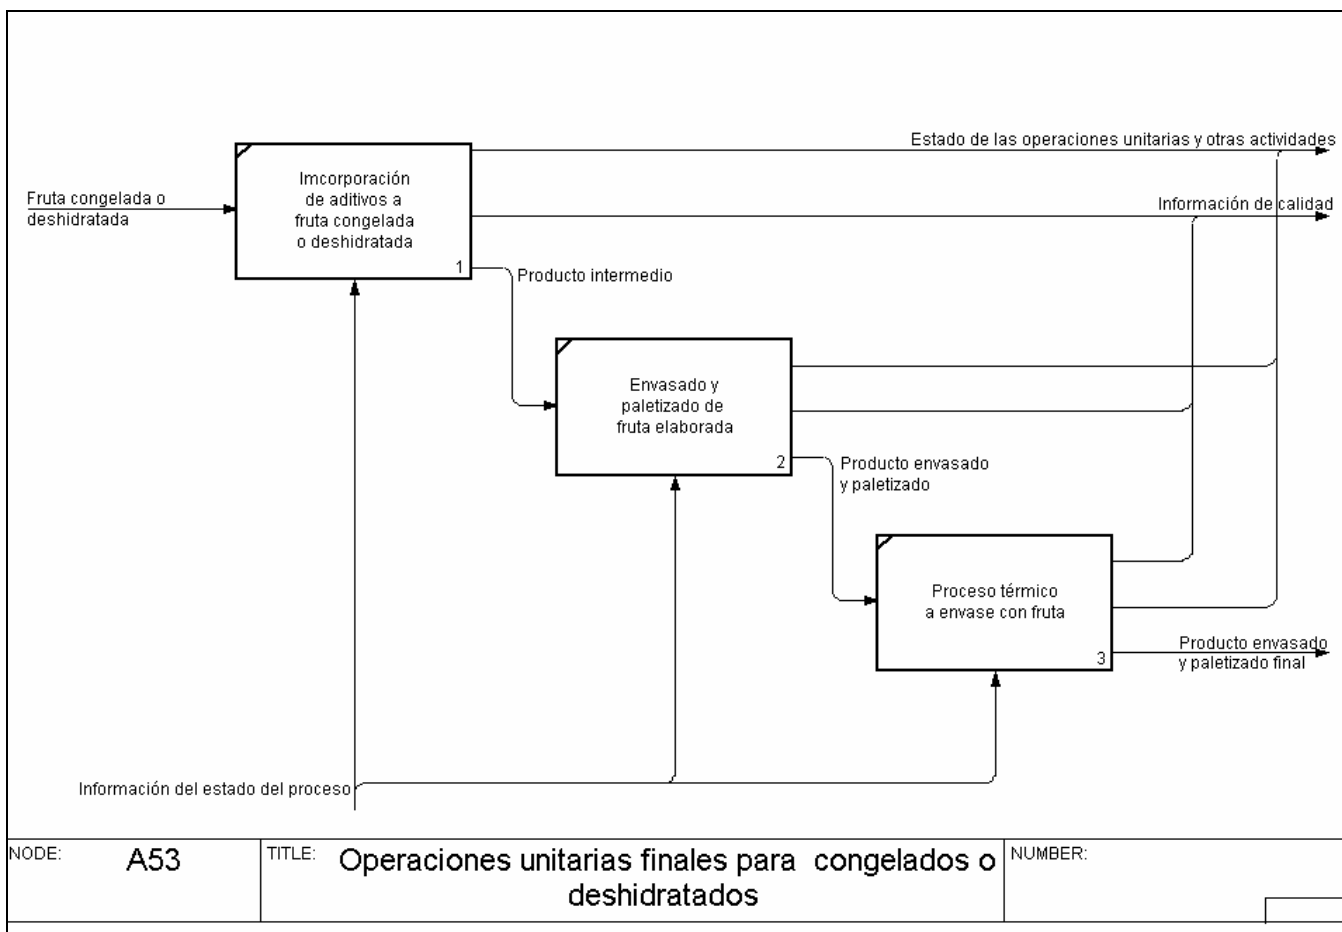 Estado de las operaciones unitarias y otras actividades
Imcorporación
de aditivos a
fruta congelada
o deshidratada
1
Fruta congelada o
deshidratada
Información de calidad
Producto intermedio
Envasado y
paletizado de
fruta elaborada
2
Producto envasado
y paletizado
Proceso térmico
a envase con fruta
3
Producto envasado
y paletizado final
Información del estado del proceso
NODE:
A53
TITLE:
Operaciones unitarias finales para congelados o
deshidratados
NUMBER: